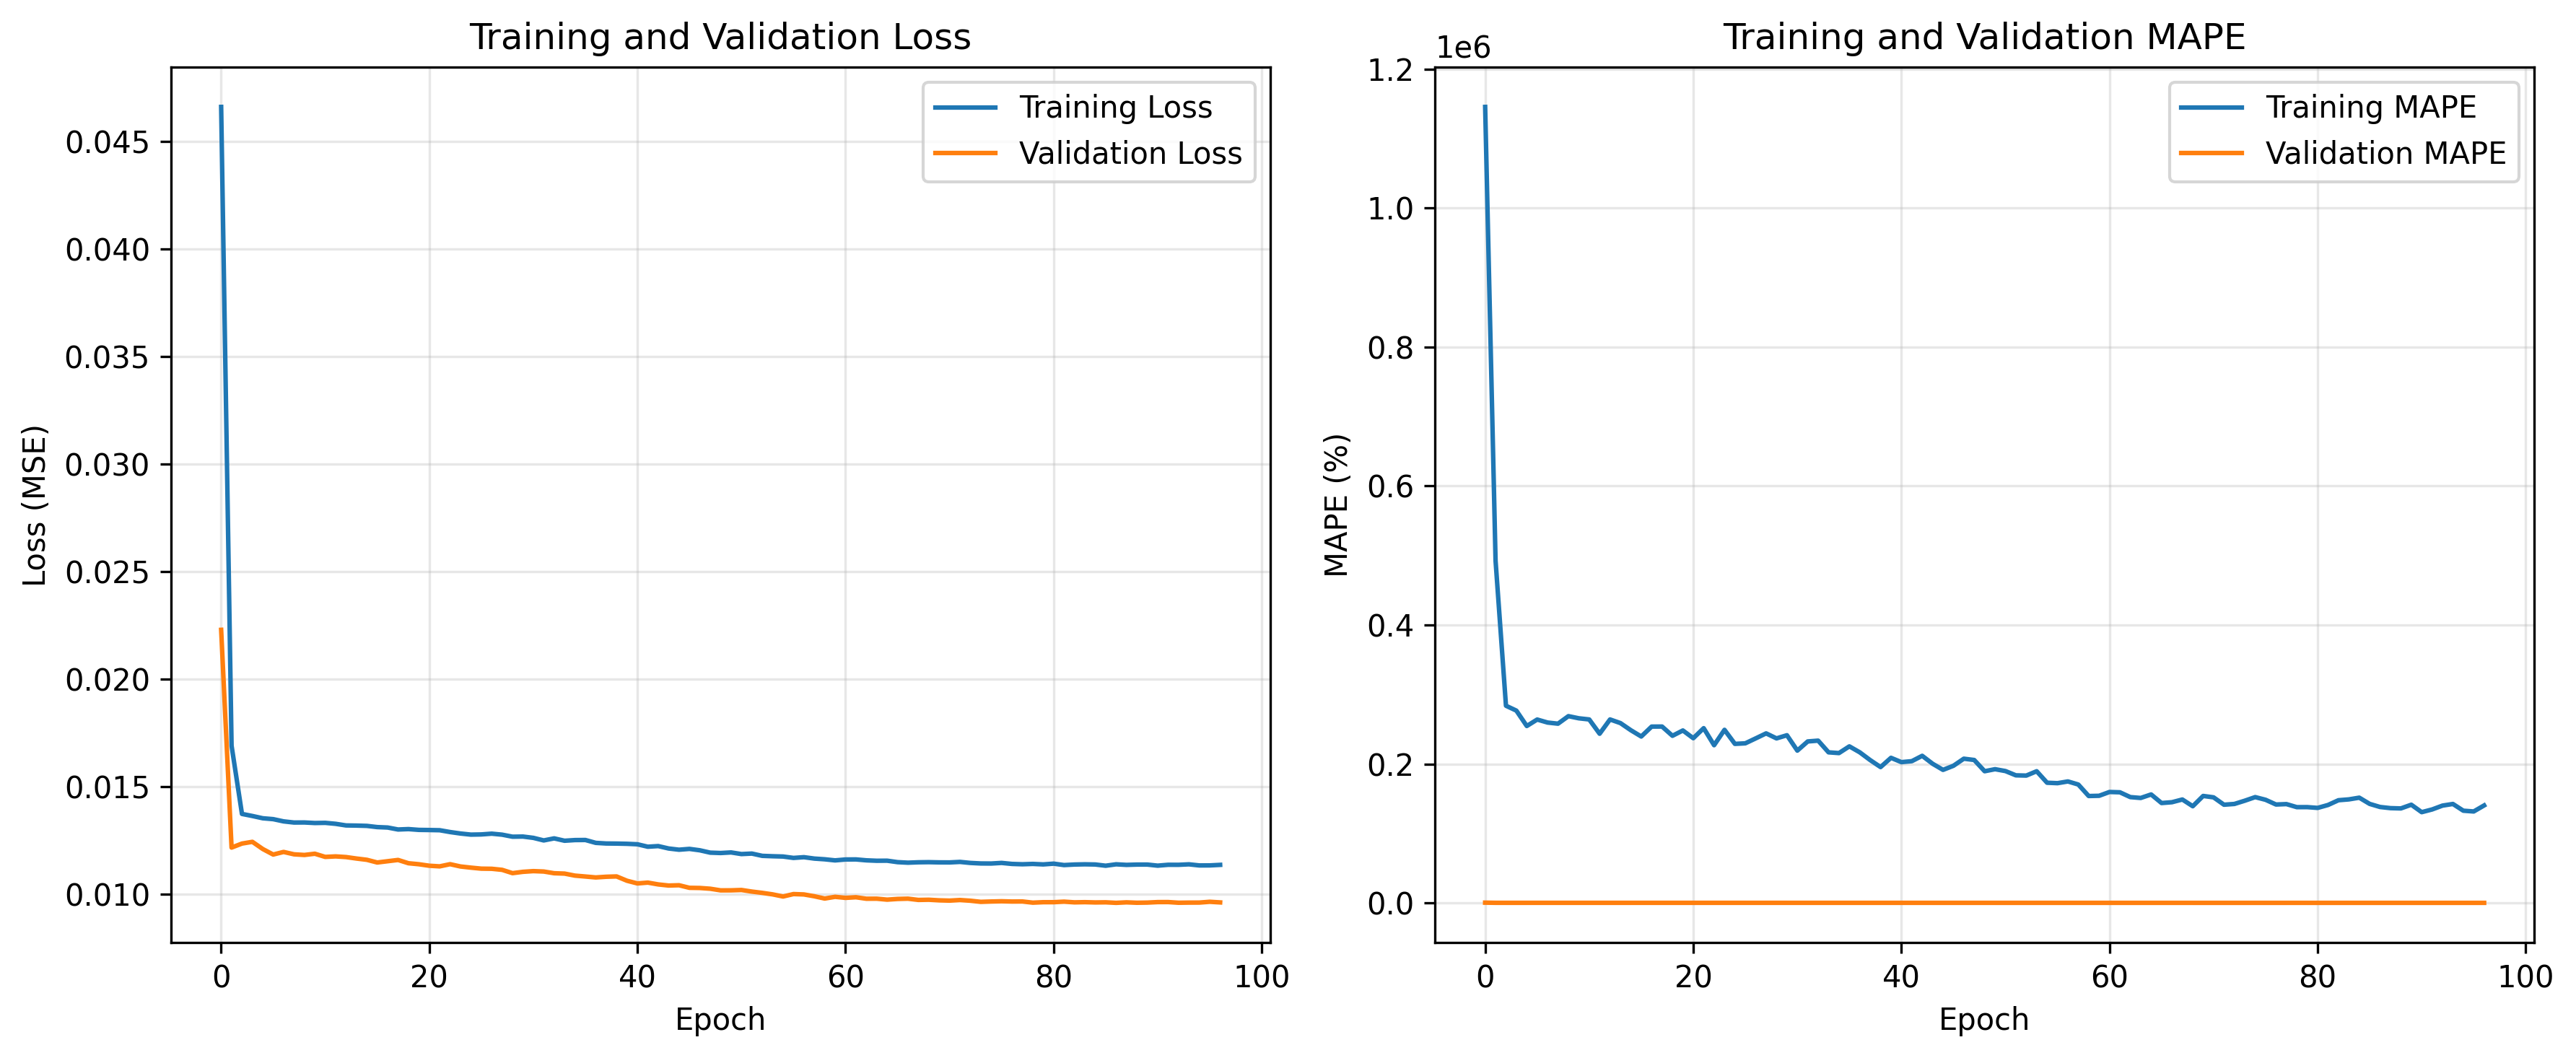 Training and Validation Loss
Training Loss
Validation Loss
0.045
0.040
0.035
0.030
0.025
0.020
0.015
0.010
Loss (MSE)
0 20 40 60 80 100
Epoch
Training and Validation MAPE
1e6
Training MAPE
Validation MAPE
1.2
1.0
0.8
0.6
0.4
0.2
0.0
MAPE (%)
0 20 40 60 80 100
Epoch